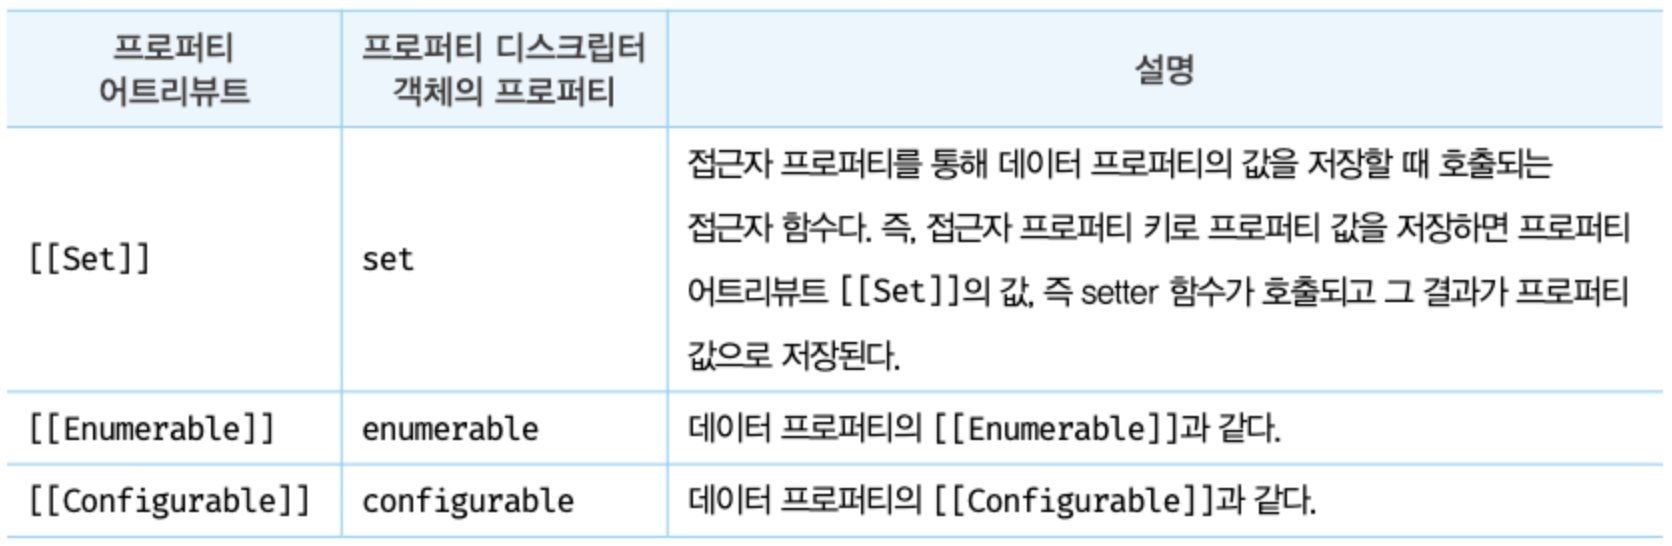 프로퍼티 어트리뷰트
프로퍼티 디스크립터 객체의 프로퍼티
설명
[[Set]]
set
접근자 프로퍼티를 통해 데이터 프로퍼티의 값을 저장할 때 호출되는
접근자 함수다. 즉, 접근자 프로퍼티 키로 프로퍼티 값을 저장하면 프로퍼티
어트리뷰트 [[Set]]의 값, 즉 setter 함수가 호출되고 그 결과가 프로퍼티
값으로 저장된다.
[[Enumerable]]
enumerable
데이터 프로퍼티의 [[Enumerable]]과 같다.
[[Configurable]]
configurable
데이터 프로퍼티의 [[Configurable]]과 같다.